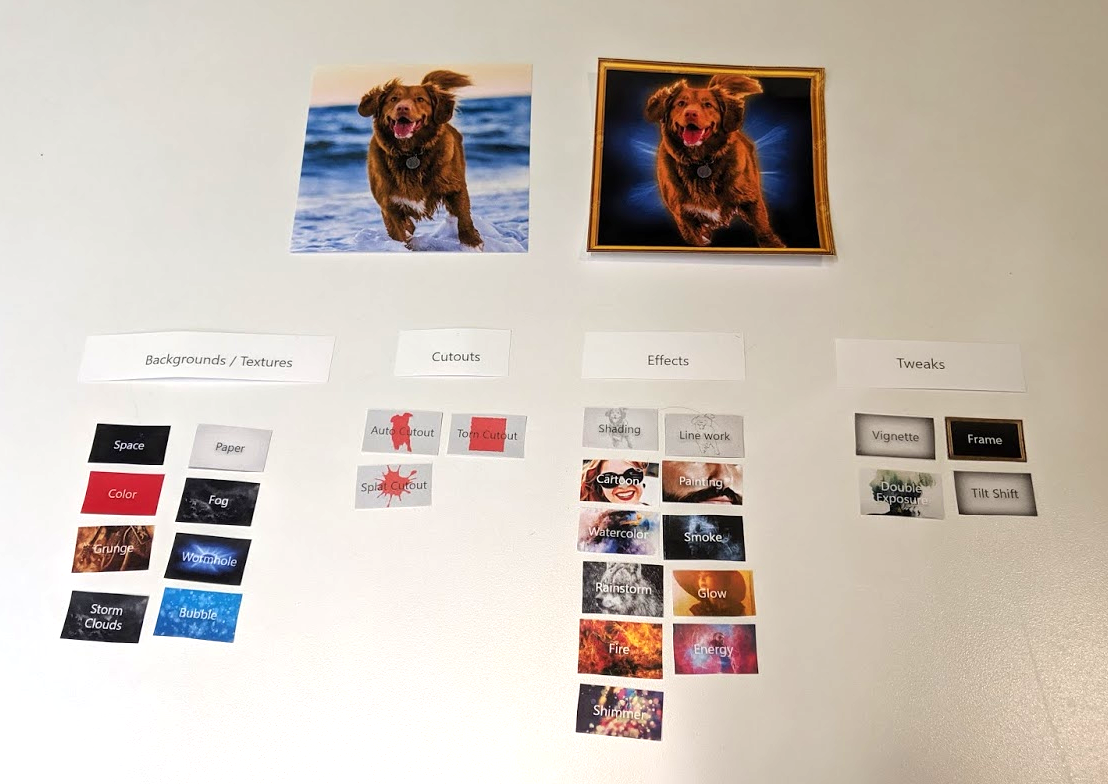 Backgrounds / Textures
Cutouts
Effects
Tweaks
Space
Paper
Color
Fog
Grunge
Wormhole
Storm
Clouds
Bubble
Auto Cutout
Torn Cutout
Splat Cutout
Shading
Line work
Cartoon
Painting
Watercolor
Smoke
Rainstorm
Glow
Fire
Energy
Shimmer
Vignette
Frame
Double
Exposure
Tilt Shift